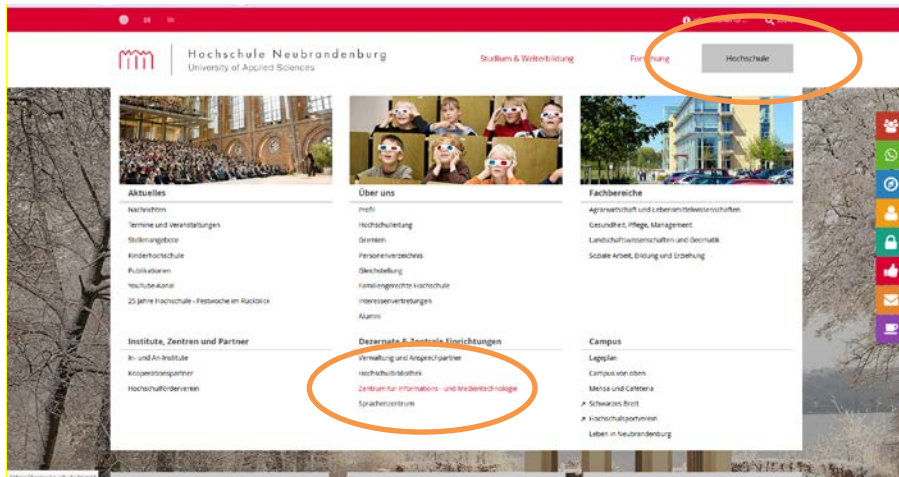 DE EN
Hochschule Neubrandenburg
University of Applied Sciences
Studium & Weiterbildung Forschung Hochschule
Aktuelles
Nachrichten
Termine und Veranstaltungen
Stellenangebote
Kinderhochschule
Publikationen
YouTube-Kanal
25 Jahre Hochschule - Festwoche im Rückblick
Über uns
Profil
Hochschulleitung
Gremien
Personenverzeichnis
Gleichstellung
Familiengerechte Hochschule
Interessenvertretungen
Alumni
Fachbereiche
Agrarwirtschaft und Lebensmittelwissenschaften
Gesundheit, Pflege, Management
Landschaftswissenschaften und Geomatik
Soziale Arbeit, Bildung und Erziehung
Institute, Zentren und Partner
In- und An-Institute
Kooperationspartner
Hochschulförderverein
Dezernate & Zentrale Einrichtungen
Verwaltung und Ansprechpartner
Hochschulbibliothek
Zentrum für Informations - und Medientechnologie
Sprachenzentrum
Campus
Lageplan
Campus von oben
Mensa und Cafeteria
Schwarzes Brett
Hochschulsportverein
Leben in Neubrandenburg